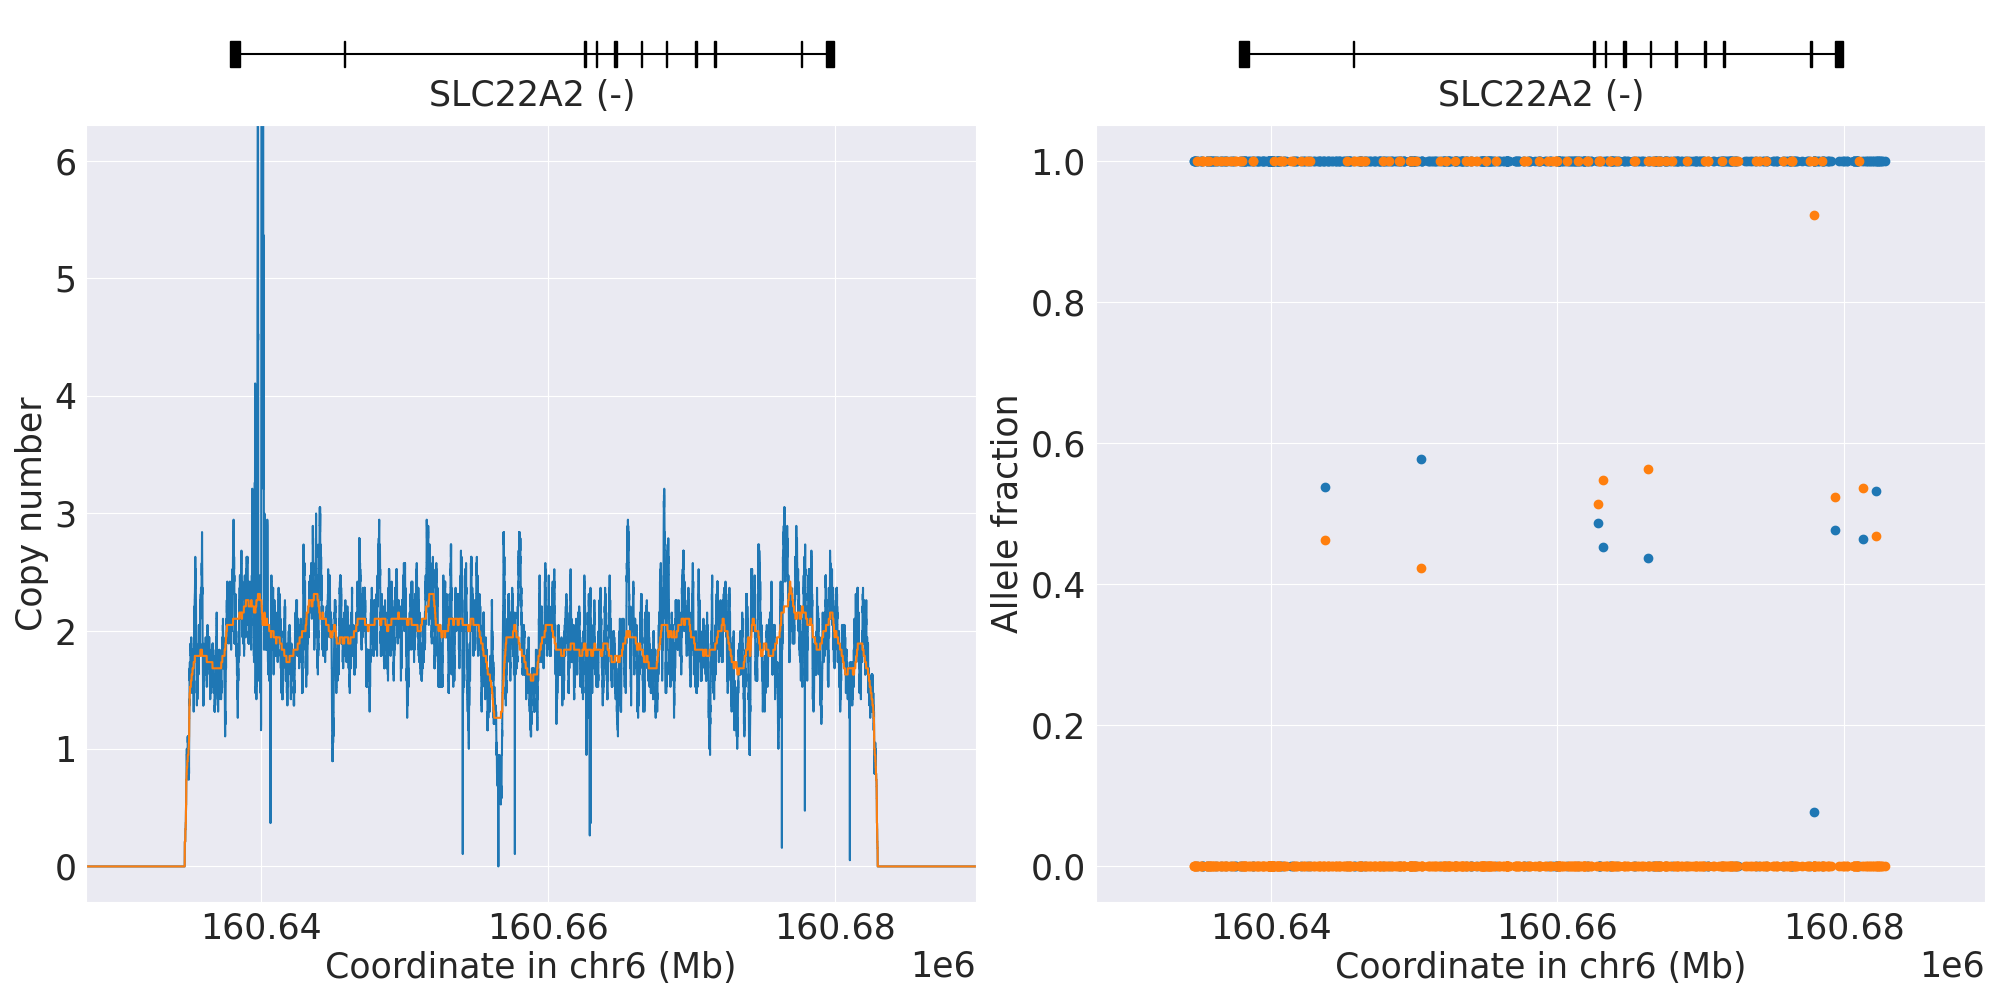 SLC22A2 (-)
6
5
4
3
2
1
0
Copy number
160.64
160.66
160.68
1e6
Coordinate in chr6 (Mb)
SLC22A2 (-)
1.0
0.8
0.6
0.4
0.2
0.0
Allele fraction
160.64
160.66
160.68
1e6
Coordinate in chr6 (Mb)